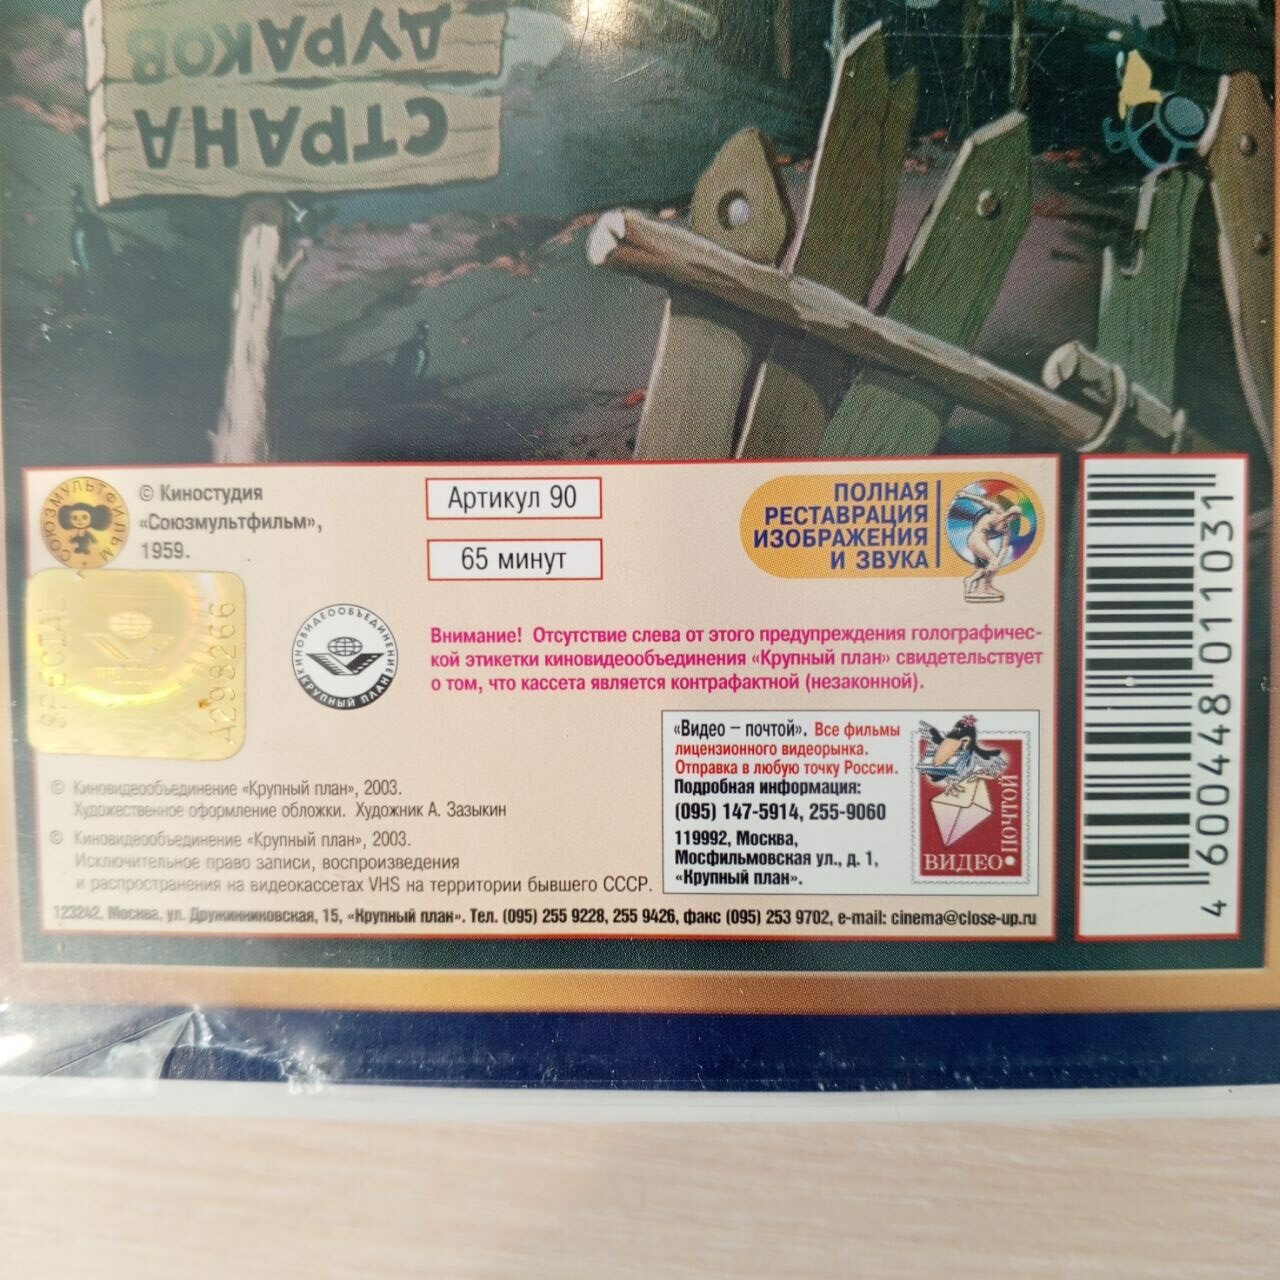 СТРАНА
ДУРАКОВ
СОЮЗМУЛЬТФИЛЬМ
© Киностудия
«Союзмультфильм»,
1959.
Артикул 90
65 минут
ПОЛНАЯ
РЕСТАВРАЦИЯ
ИЗОБРАЖЕНИЯ
И ЗВУКА
SPECIAL
A298266
КИНОВИДЕООБЪЕДИНЕНИЕ
КРУПНЫЙ ПЛАН
Внимание! Отсутствие слева от этого предупреждения голографичес-
кой этикетки киновидеообъединения «Крупный план» свидетельствует
о том, что кассета является контрафактной (незаконной).
«Видео – почтой». Все фильмы
лицензионного видеорынка.
Отправка в любую точку России.
Подробная информация:
(095) 147-5914, 255-9060
119992, Москва,
Мосфильмовская ул., д. 1,
«Крупный план».
ВИДЕО•
ПОЧТОЙ
© Киновидеообъединение «Крупный план», 2003.
Художественное оформление обложки. Художник А. Зазыкин
© Киновидеообъединение «Крупный план», 2003.
Исключительное право записи, воспроизведения
и распространения на видеокассетах VHS на территории бывшего СССР.
123242, Москва, ул. Дружинниковская, 15, «Крупный план». Тел. (095) 255 9228, 255 9426, факс (095) 253 9702, e-mail: cinema@close-up.ru
4 600448 011031